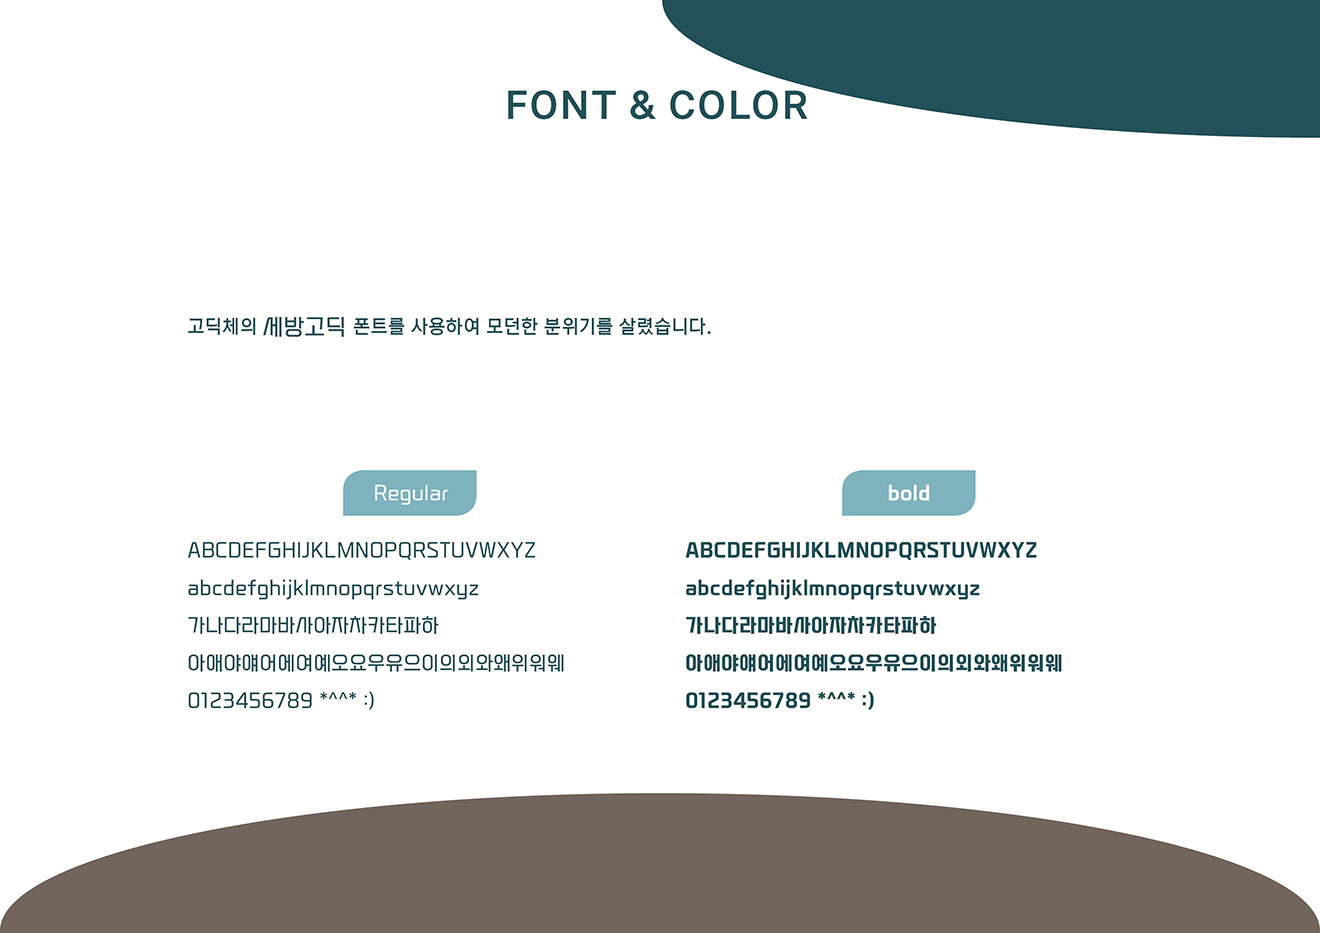 FONT & COLOR
고딕체의 세방고딕 폰트를 사용하여 모던한 분위기를 살렸습니다.
Regular
ABCDEFGHIJKLMNOPQRSTUVWXYZ
abcdefghijklmnopqrstuvwxyz
가나다라마바사아자차카타파하
아애야얘어에여예오요우유으이의외와왜위워웨
0123456789 *^^* :)
bold
ABCDEFGHIJKLMNOPQRSTUVWXYZ
abcdefghijklmnopqrstuvwxyz
가나다라마바사아자차카타파하
아애야얘어에여예오요우유으이의외와왜위워웨
0123456789 *^^* :)